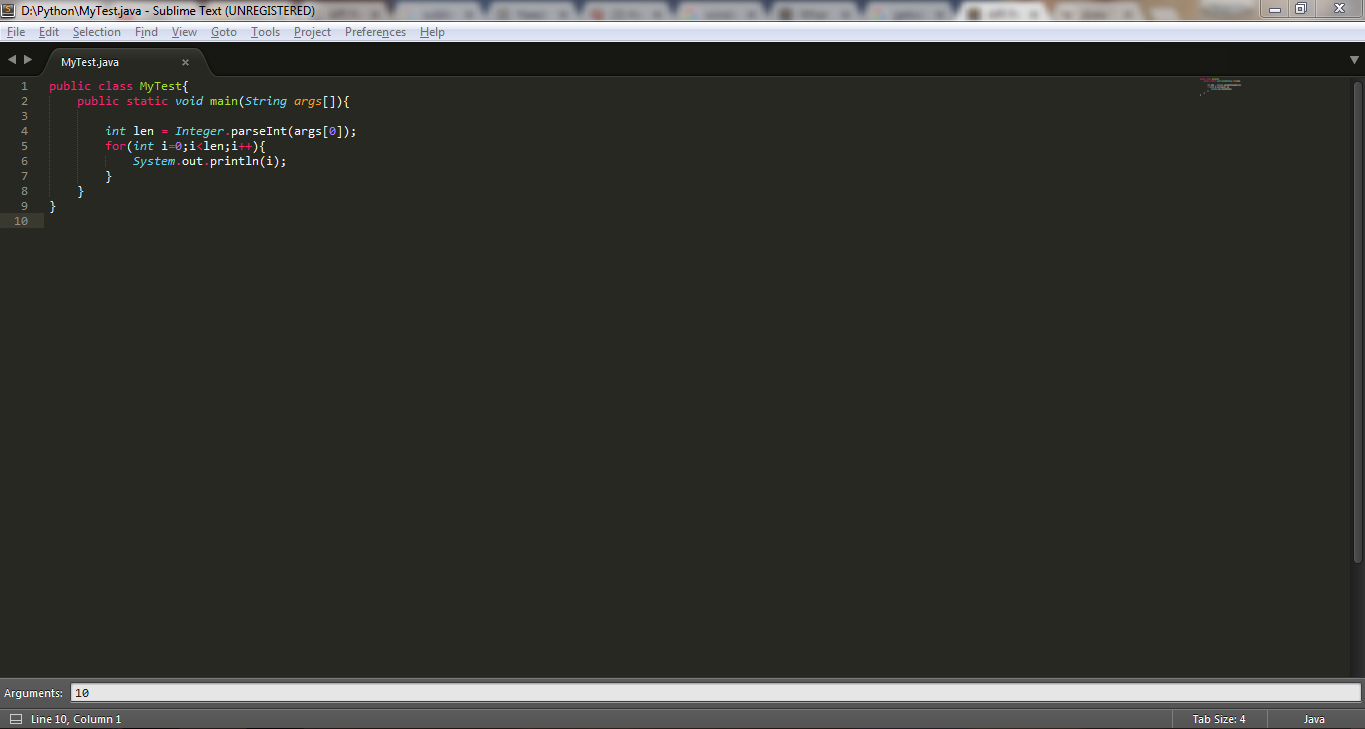 D:\Python\MyTest.java - Sublime Text (UNREGISTERED)
File Edit Selection Find View Goto Tools Project Preferences Help
MyTest.java
1 public class MyTest{
2     public static void main(String args[]){
3
4         int len = Integer.parseInt(args[0]);
5         for(int i=0;i<len;i++){
6             System.out.println(i);
7         }
8     }
9 }
10
Arguments: 10
Line 10, Column 1 Tab Size: 4 Java